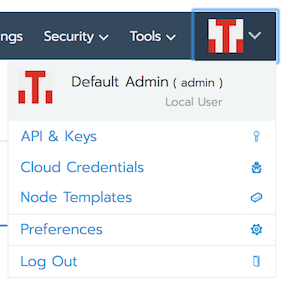 ngs Security Tools
Default Admin ( admin )
Local User
API & Keys
Cloud Credentials
Node Templates
Preferences
Log Out